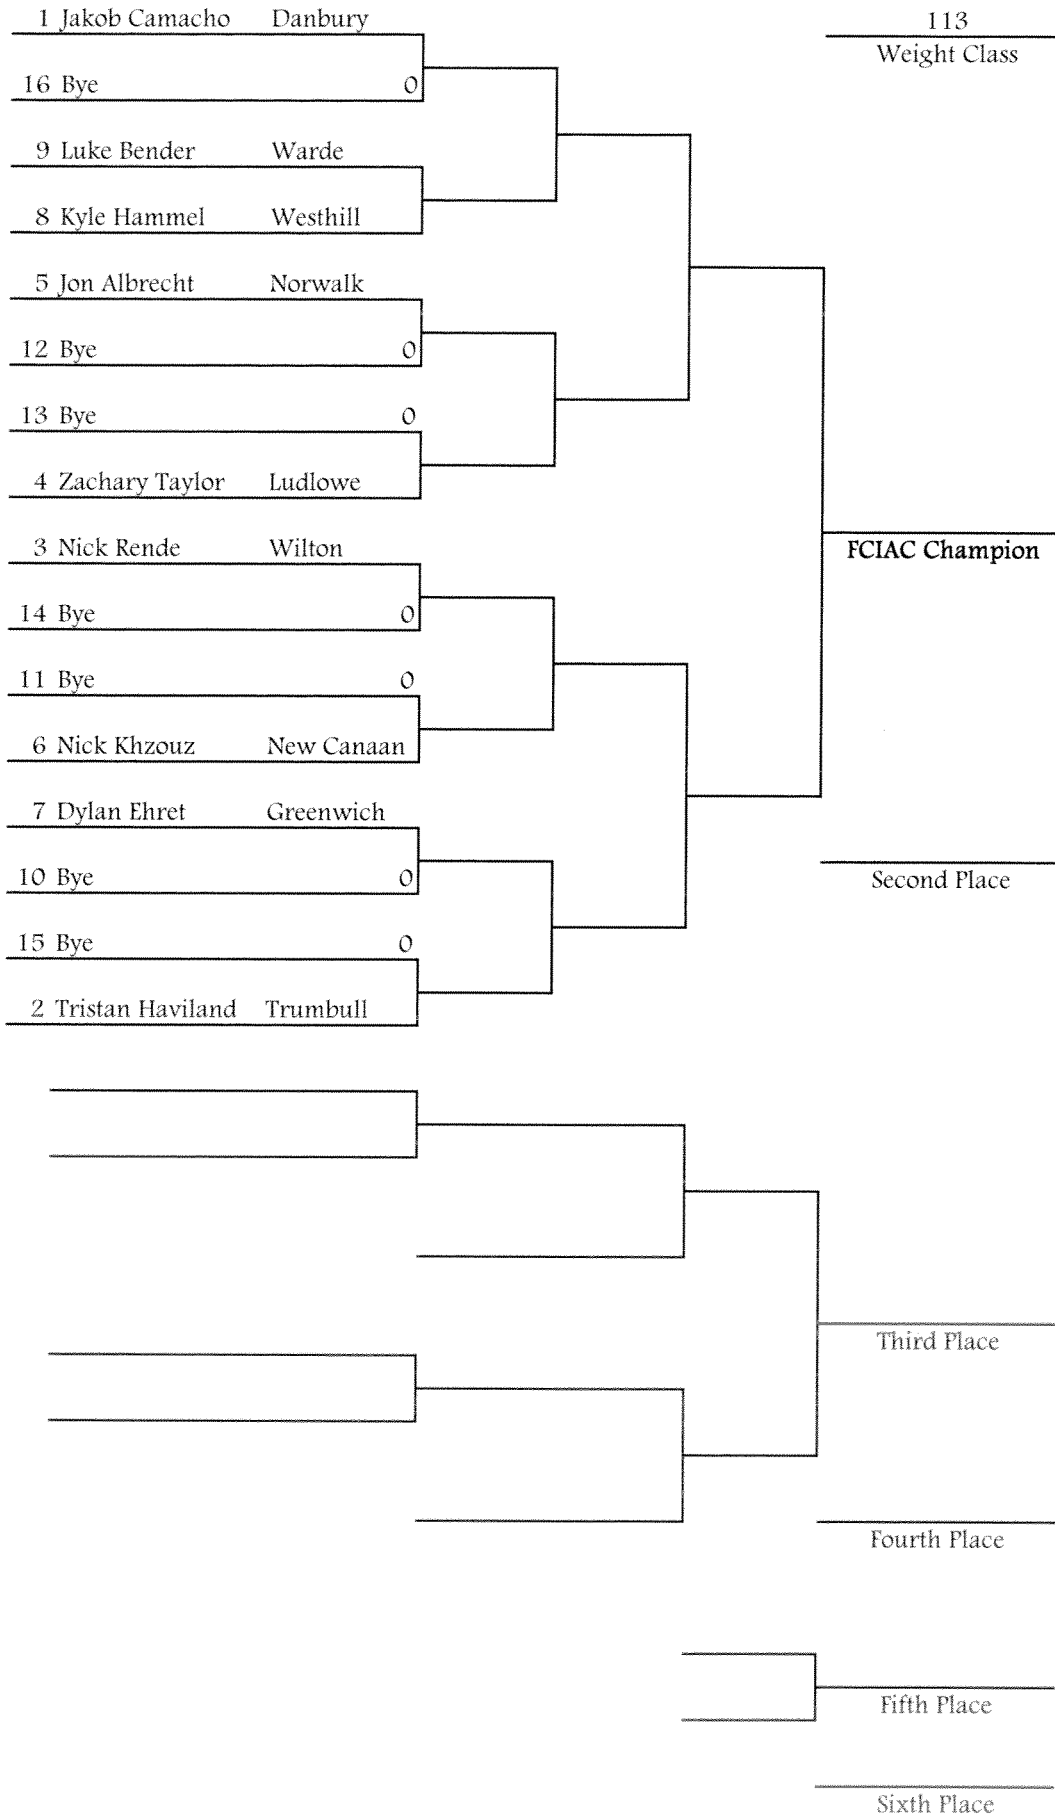 1 Jakob Camacho Danbury
113
Weight Class
16 Bye 0
9 Luke Bender Warde
8 Kyle Hammel Westhill
5 Jon Albrecht Norwalk
12 Bye 0
13 Bye 0
4 Zachary Taylor Ludlowe
3 Nick Rende Wilton
FCIAC Champion
14 Bye 0
11 Bye 0
6 Nick Khzouz New Canaan
7 Dylan Ehret Greenwich
10 Bye 0
Second Place
15 Bye 0
2 Tristan Haviland Trumbull
Third Place
Fourth Place
Fifth Place
Sixth Place